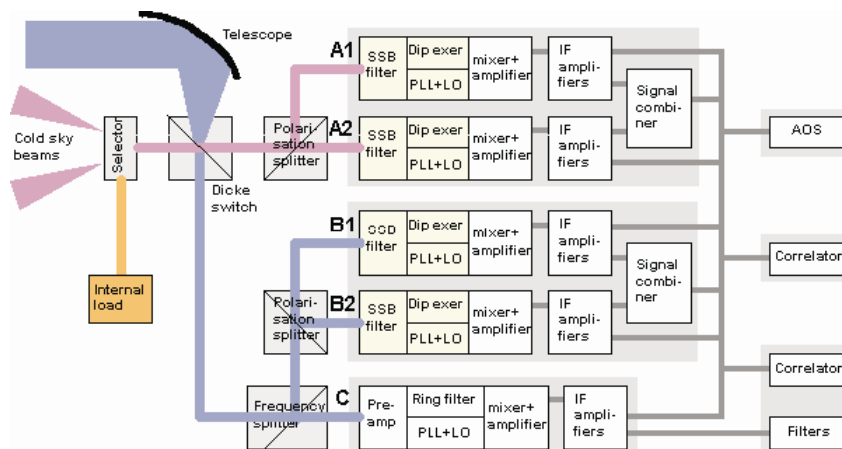 Telescope
Cold sky
beams
Selector
Dicke
switch
Internal
load
Polari-
sation
splitter
Polari-
sation
splitter
Frequency
splitter
A1
SSB
filter
Dip exer
PLL+LO
mixer+
amplifier
IF
ampli-
fiers
A2
SSB
filter
Dip exer
PLL+LO
mixer+
amplifier
IF
ampli-
fiers
Signal
combi
ner
B1
SSB
filter
Dip exer
PLL+LO
mixer+
amplifier
IF
ampli-
fiers
B2
SSB
filter
Dip exer
PLL+LO
mixer+
amplifier
IF
ampli-
fiers
Signal
combi
ner
C
Pre-
amp
Ring filter
PLL+LO
mixer+
amplifier
IF
ampli-
fiers
AOS
Correlator
Correlator
Filters